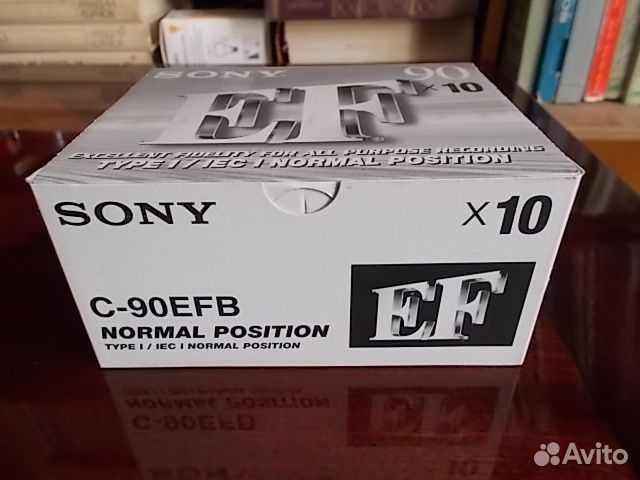 SONY 90
EF x10
EXCELLENT FIDELITY FOR ALL PURPOSE RECORDING
TYPE I / IEC I NORMAL POSITION
SONY x10
C-90EFB
NORMAL POSITION
TYPE I / IEC I NORMAL POSITION
EF
Avito